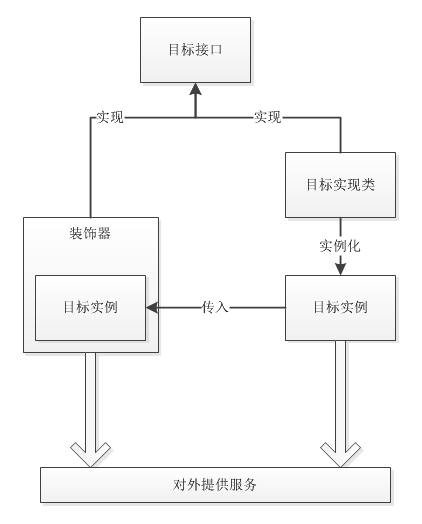 目标接口
实现
实现
目标实现类
装饰器
实例化
目标实例
传入
目标实例
对外提供服务